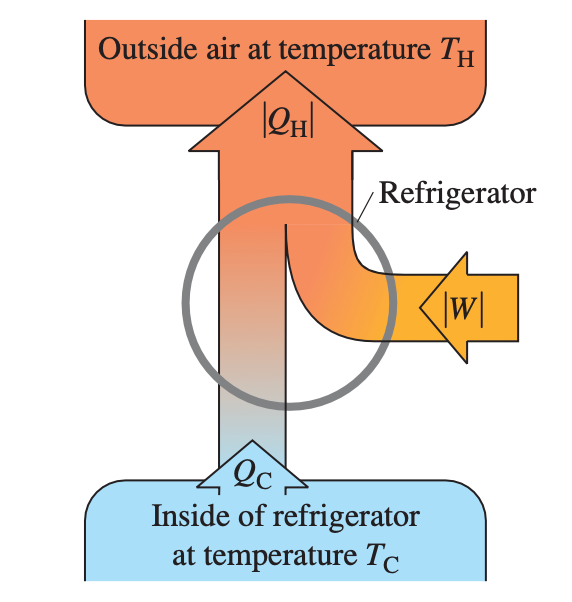 Outside air at temperature T_H
|Q_H|
Refrigerator
|W|
Q_C
Inside of refrigerator
at temperature T_C